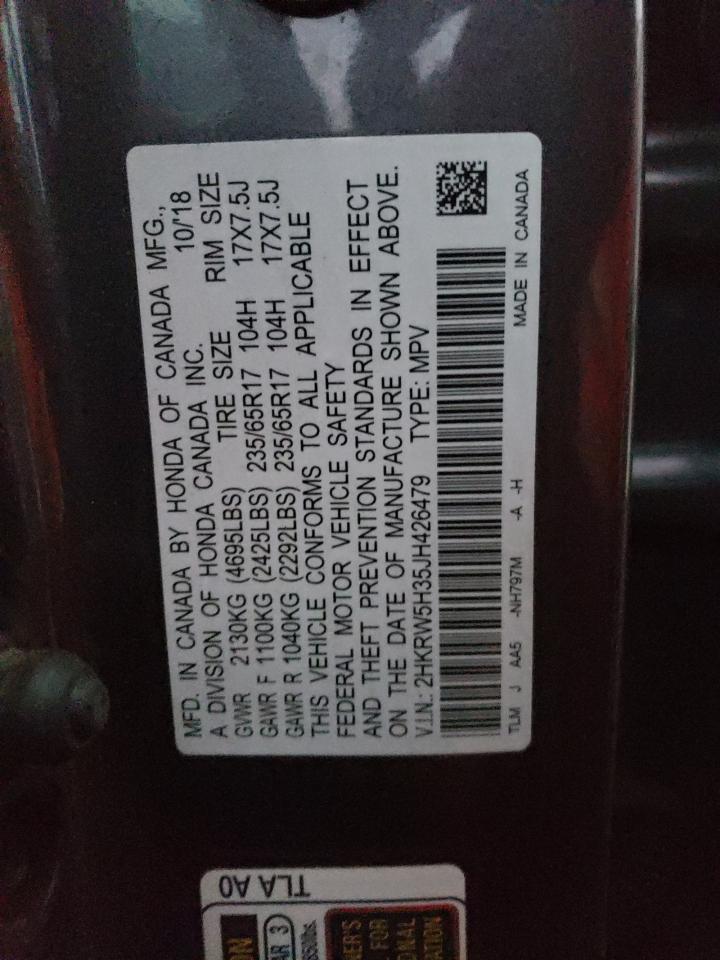 MFD. IN CANADA BY HONDA OF CANADA MFG.,
A DIVISION OF HONDA CANADA INC. 10/'18
TIRE SIZE RIM SIZE
GVWR 2130KG (4695LBS)
GAWR F 1100KG (2425LBS) 235/65R17 104H 17X7.5J
GAWR R 1040KG (2292LBS) 235/65R17 104H 17X7.5J
THIS VEHICLE CONFORMS TO ALL APPLICABLE
FEDERAL MOTOR VEHICLE SAFETY
AND THEFT PREVENTION STANDARDS IN EFFECT
ON THE DATE OF MANUFACTURE SHOWN ABOVE.
V.I.N.: 2HKRW5H35JH426479 TYPE: MPV
TLM J AA5 -NH797M -A -H MADE IN CANADA
TLA A0